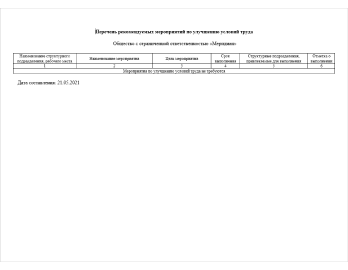 Перечень рекомендуемых мероприятий по улучшению условий труда
Общество с ограниченной ответственностью «Меридиан»
Наименование структурного подразделения, рабочего места
Наименование мероприятия
Цель мероприятия
Срок выполнения
Структурные подразделения, привлекаемые для выполнения
Отметка о выполнении
1 2 3 4 5 6
Мероприятия по улучшению условий труда не требуются
Дата составления: 21.05.2021